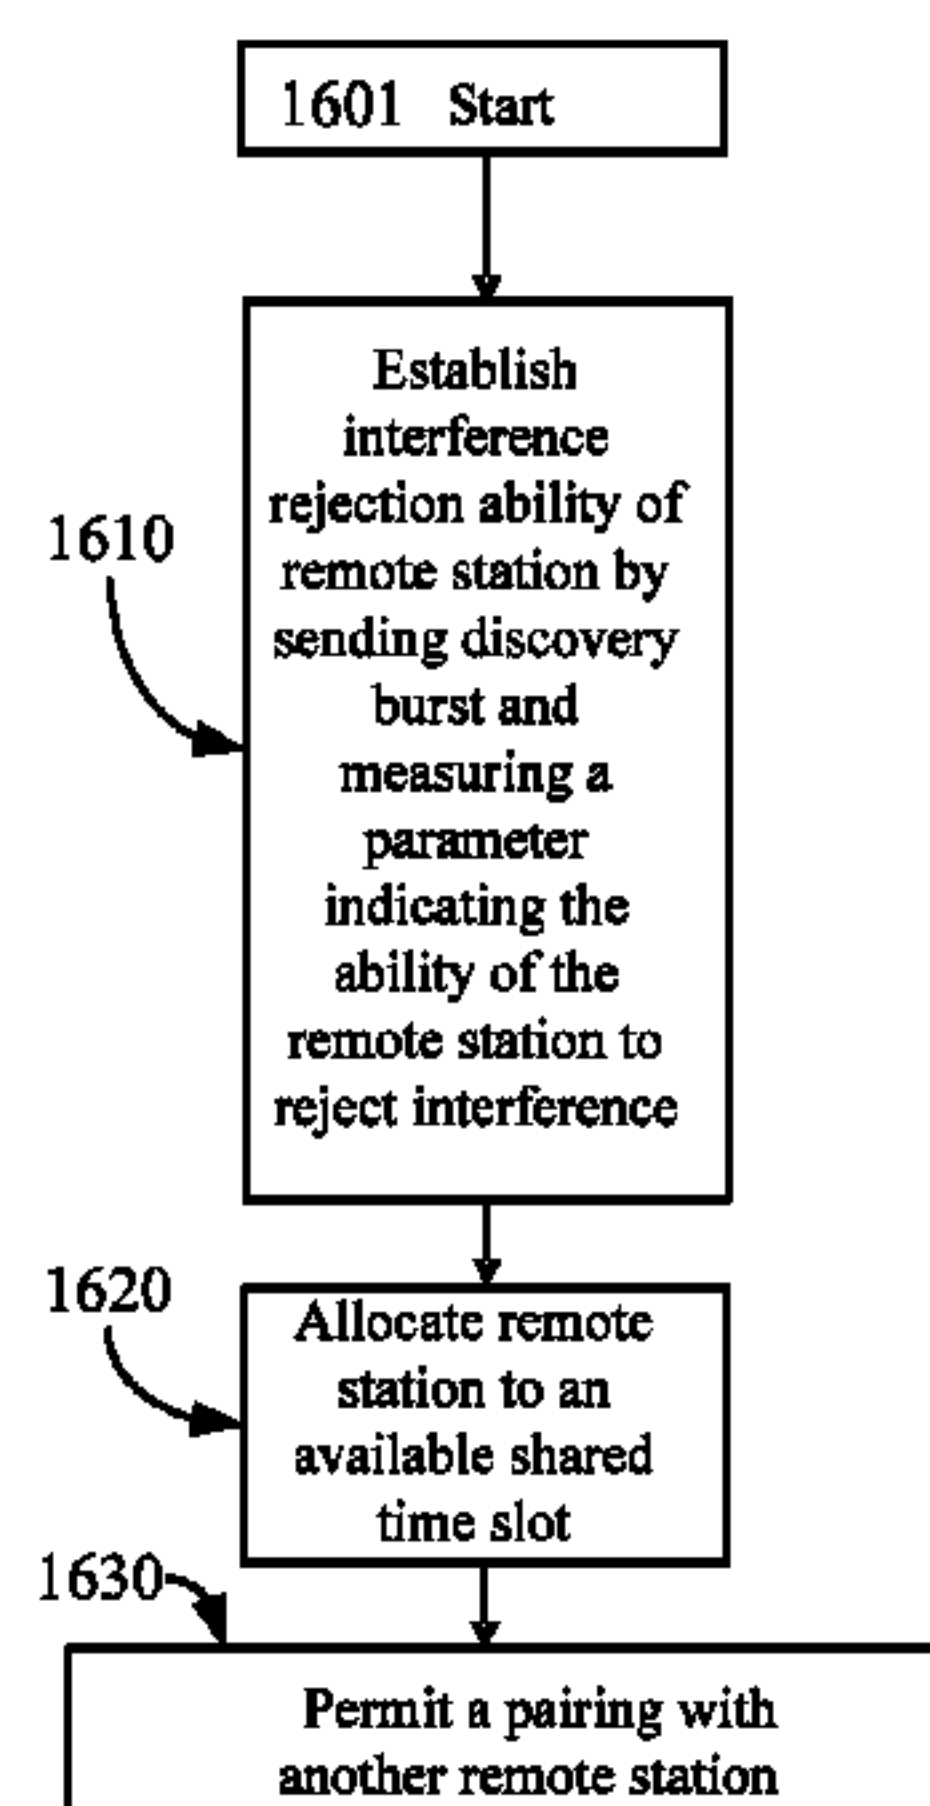 1601 Start
Establish
interference
rejection ability of
remote station by
sending discovery
burst and
measuring a
parameter
indicating the
ability of the
remote station to
reject interference
1610
1620
Allocate remote
station to an
available shared
time slot
1630
Permit a pairing with
another remote station